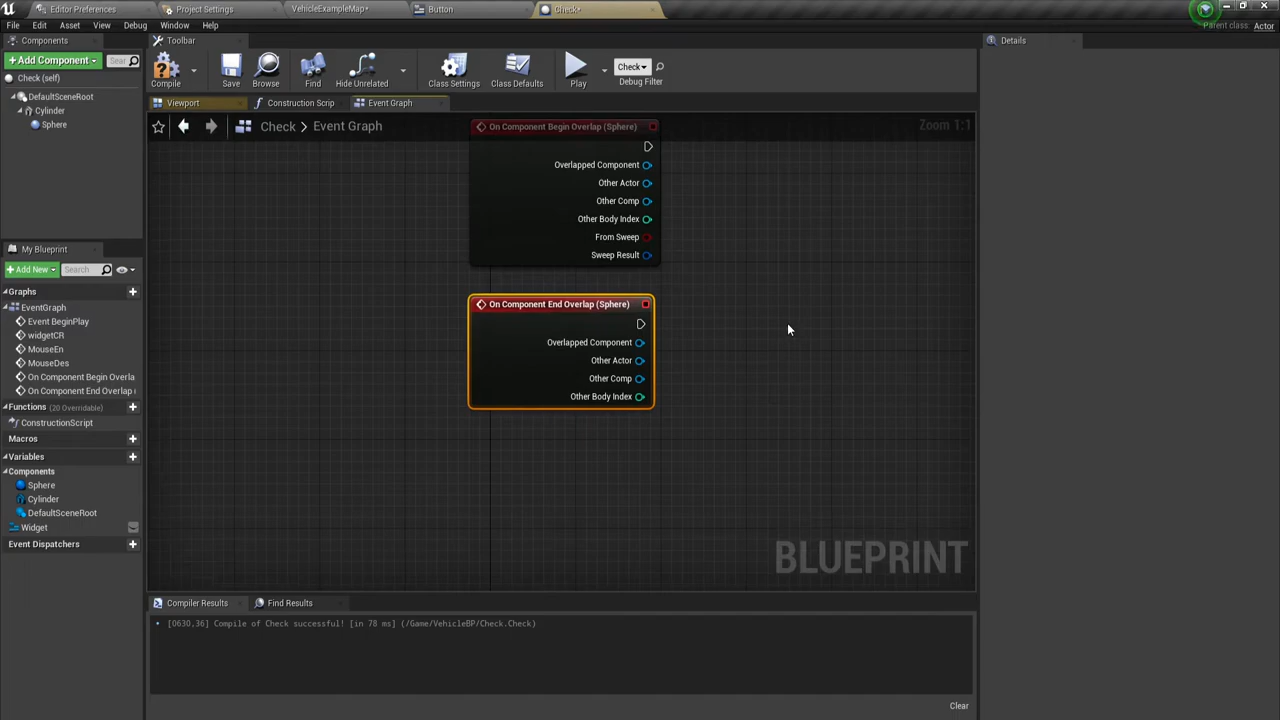 Editor Preferences
Project Settings
VehicleExampleMap*
Button
Check*
File Edit Asset View Debug Window Help
Parent class: Actor
Components
Toolbar
Details
+Add Component
Search
Check (self)
Compile
Save
Browse
Find
Hide Unrelated
Class Settings
Class Defaults
Play
Check
Debug Filter
DefaultSceneRoot
Cylinder
Sphere
Viewport
Construction Scrip
Event Graph
Check > Event Graph
Zoom 1:1
On Component Begin Overlap (Sphere)
Overlapped Component
Other Actor
Other Comp
Other Body Index
From Sweep
Sweep Result
On Component End Overlap (Sphere)
Overlapped Component
Other Actor
Other Comp
Other Body Index
BLUEPRINT
My Blueprint
+Add New
Search
Graphs
EventGraph
Event BeginPlay
widgetCR
MouseEn
MouseDes
On Component Begin Overla
On Component End Overlap
Functions (20 Overridable)
ConstructionScript
Macros
Variables
Components
Sphere
Cylinder
DefaultSceneRoot
Widget
Event Dispatchers
Compiler Results
Find Results
[0630,36] Compile of Check successful! [in 78 ms] (/Game/VehicleBP/Check.Check)
Clear